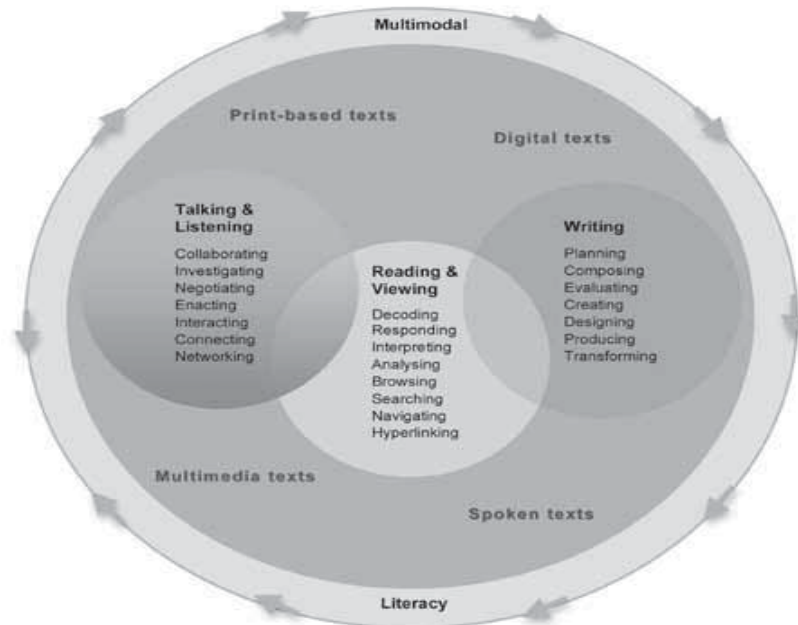 Multimodal
Print-based texts
Digital texts
Talking &
Listening
Collaborating
Investigating
Negotiating
Enacting
Interacting
Connecting
Networking
Reading &
Viewing
Decoding
Responding
Interpreting
Analysing
Browsing
Searching
Navigating
Hyperlinking
Writing
Planning
Composing
Evaluating
Creating
Designing
Producing
Transforming
Multimedia texts
Spoken texts
Literacy